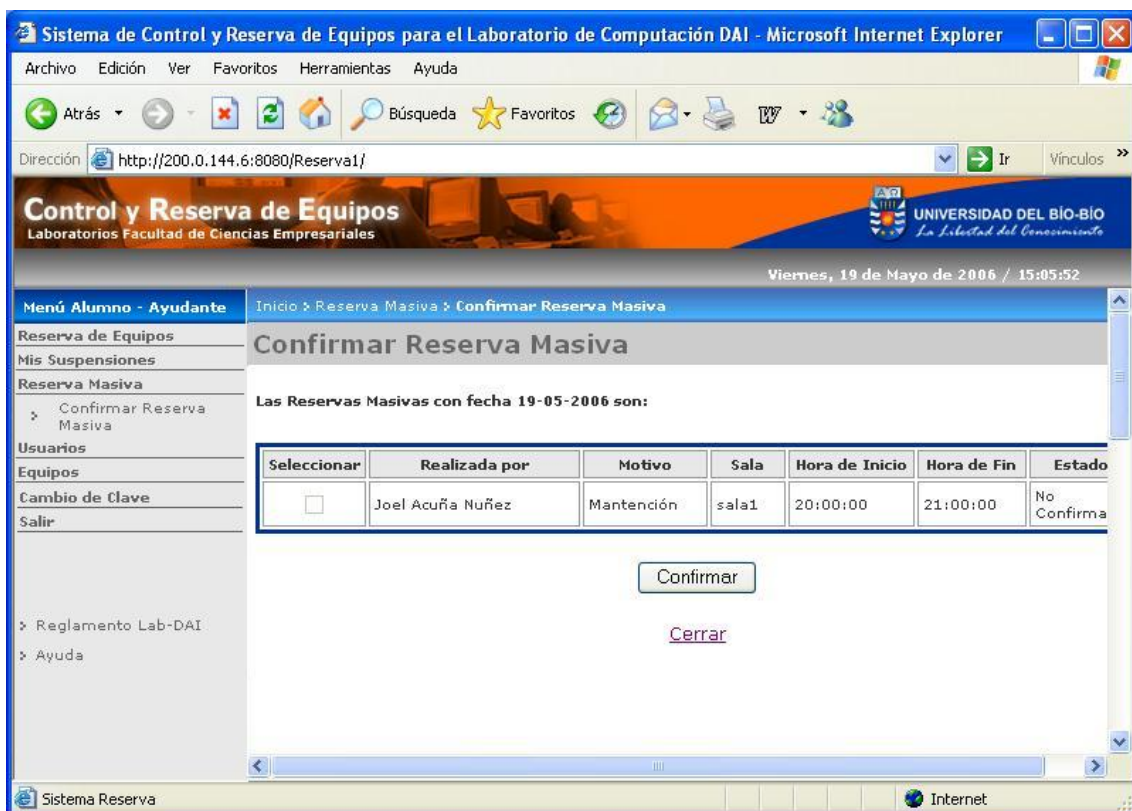 Sistema de Control y Reserva de Equipos para el Laboratorio de Computación DAI - Microsoft Internet Explorer
Archivo Edición Ver Favoritos Herramientas Ayuda
Atrás Búsqueda Favoritos
Dirección http://200.0.144.6:8080/Reserva1/ Ir Vínculos »
Control y Reserva de Equipos
Laboratorios Facultad de Ciencias Empresariales
UNIVERSIDAD DEL BÍO-BÍO
La Libertad del Conocimiento
Viernes, 19 de Mayo de 2006 / 15:05:52
Menú Alumno - Ayudante
Reserva de Equipos
Mis Suspensiones
Reserva Masiva
Confirmar Reserva
Masiva
Usuarios
Equipos
Cambio de Clave
Salir
Reglamento Lab-DAI
Ayuda
Inicio > Reserva Masiva > Confirmar Reserva Masiva
Confirmar Reserva Masiva
Las Reservas Masivas con fecha 19-05-2006 son:
Seleccionar Realizada por Motivo Sala Hora de Inicio Hora de Fin Estado
Joel Acuña Nuñez Mantención sala1 20:00:00 21:00:00 No
Confirma
Confirmar
Cerrar
Sistema Reserva Internet